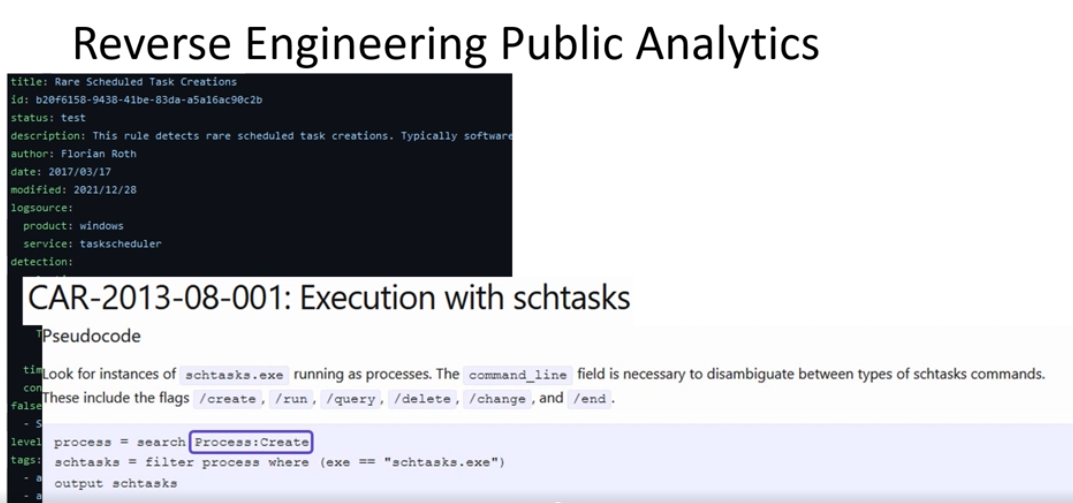 Reverse Engineering Public Analytics
title: Rare Scheduled Task Creations
id: b20f6158-9438-41be-83da-a5a16ac90c2b
status: test
description: This rule detects rare scheduled task creations. Typically software
author: Florian Roth
date: 2017/03/17
modified: 2021/12/28
logsource:
product: windows
service: taskscheduler
detection:
CAR-2013-08-001: Execution with schtasks
T
Pseudocode
tim
Look for instances of schtasks.exe running as processes. The command_line field is necessary to disambiguate between types of schtasks commands.
con
These include the flags /create, /run, /query, /delete, /change, and /end.
false
- S
level
process = search Process:Create
tags:
schtasks = filter process where (exe == "schtasks.exe")
- a
output schtasks
- a